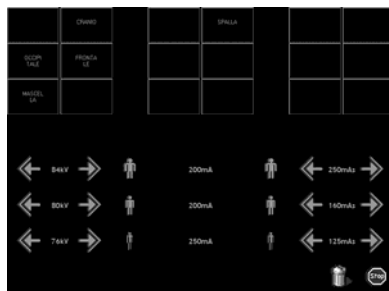 CRANIO
SPALLA
OCCIPI
TALE
FRONTA
LE
MASCEL
LA
84kV
200mA
250mAs
80kV
200mA
160mAs
76kV
250mA
125mAs
Stop